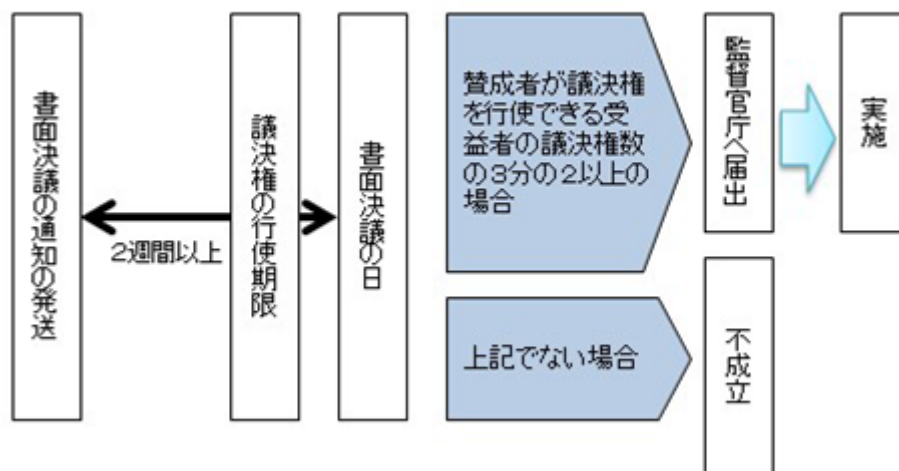 書面決議の通知の発送
2週間以上
議決権の行使期限
書面決議の日
賛成者が議決権
を行使できる受
益者の議決権数
の3分の2以上の
場合
監督官庁へ届出
実施
上記でない場合
不成立